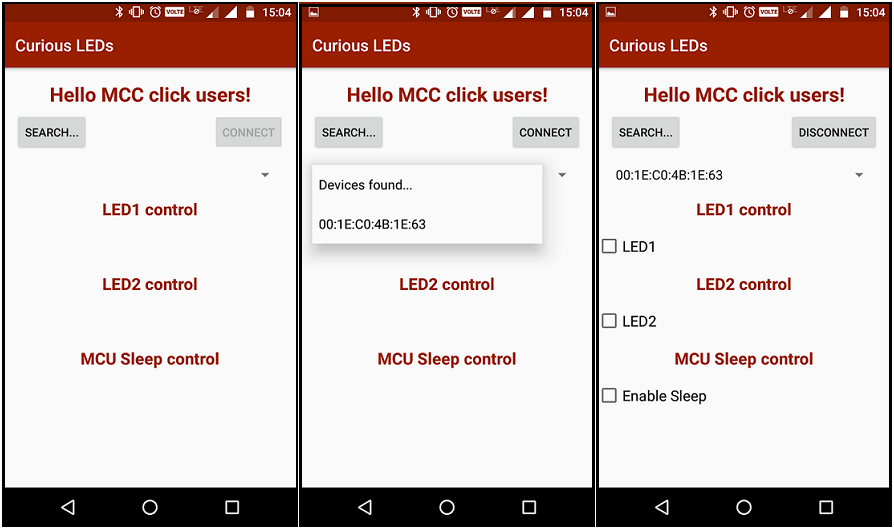 VOLTE LTE 15:04
Curious LEDs
Hello MCC click users!
SEARCH... CONNECT
LED1 control
LED2 control
MCU Sleep control
VOLTE LTE 15:04
Curious LEDs
Hello MCC click users!
SEARCH... CONNECT
Devices found...
00:1E:C0:4B:1E:63
LED2 control
MCU Sleep control
VOLTE LTE 15:04
Curious LEDs
Hello MCC click users!
SEARCH... DISCONNECT
00:1E:C0:4B:1E:63
LED1 control
LED1
LED2 control
LED2
MCU Sleep control
Enable Sleep